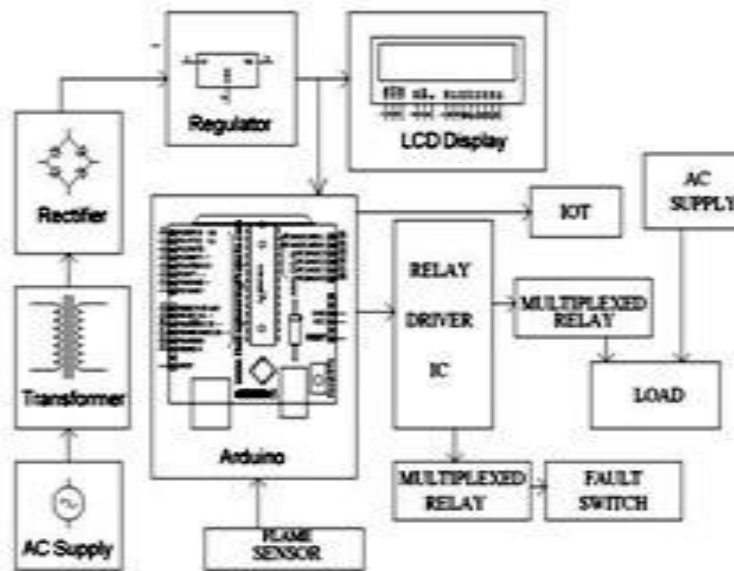 Regulator
LCD Display
Rectifier
AC
SUPPLY
IOT
RELAY
DRIVER
IC
MULTIPLEXED
RELAY
Transformer
LOAD
Arduino
MULTIPLEXED
RELAY
FAULT
SWITCH
AC Supply
FLAME
SENSOR